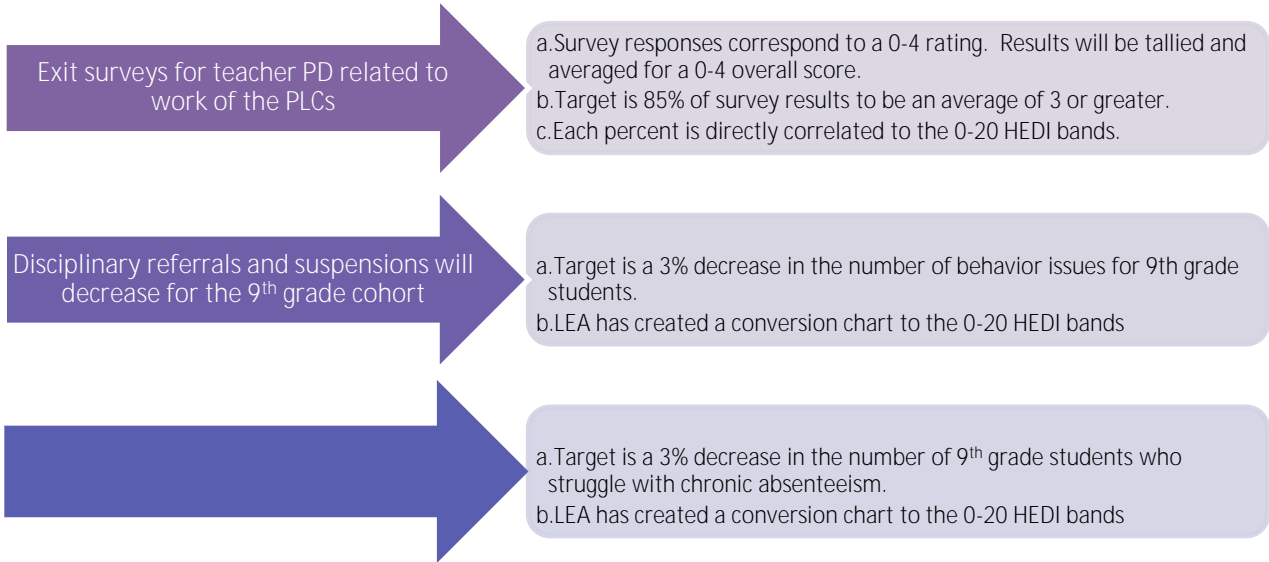 Exit surveys for teacher PD related to
work of the PLCs
a.Survey responses correspond to a 0-4 rating.  Results will be tallied and
averaged for a 0-4 overall score.
b.Target is 85% of survey results to be an average of 3 or greater.
c.Each percent is directly correlated to the 0-20 HEDI bands.
Disciplinary referrals and suspensions will
decrease for the 9th grade cohort
a.Target is a 3% decrease in the number of behavior issues for 9th grade
students.
b.LEA has created a conversion chart to the 0-20 HEDI bands
a.Target is a 3% decrease in the number of 9th grade students who
struggle with chronic absenteeism.
b.LEA has created a conversion chart to the 0-20 HEDI bands